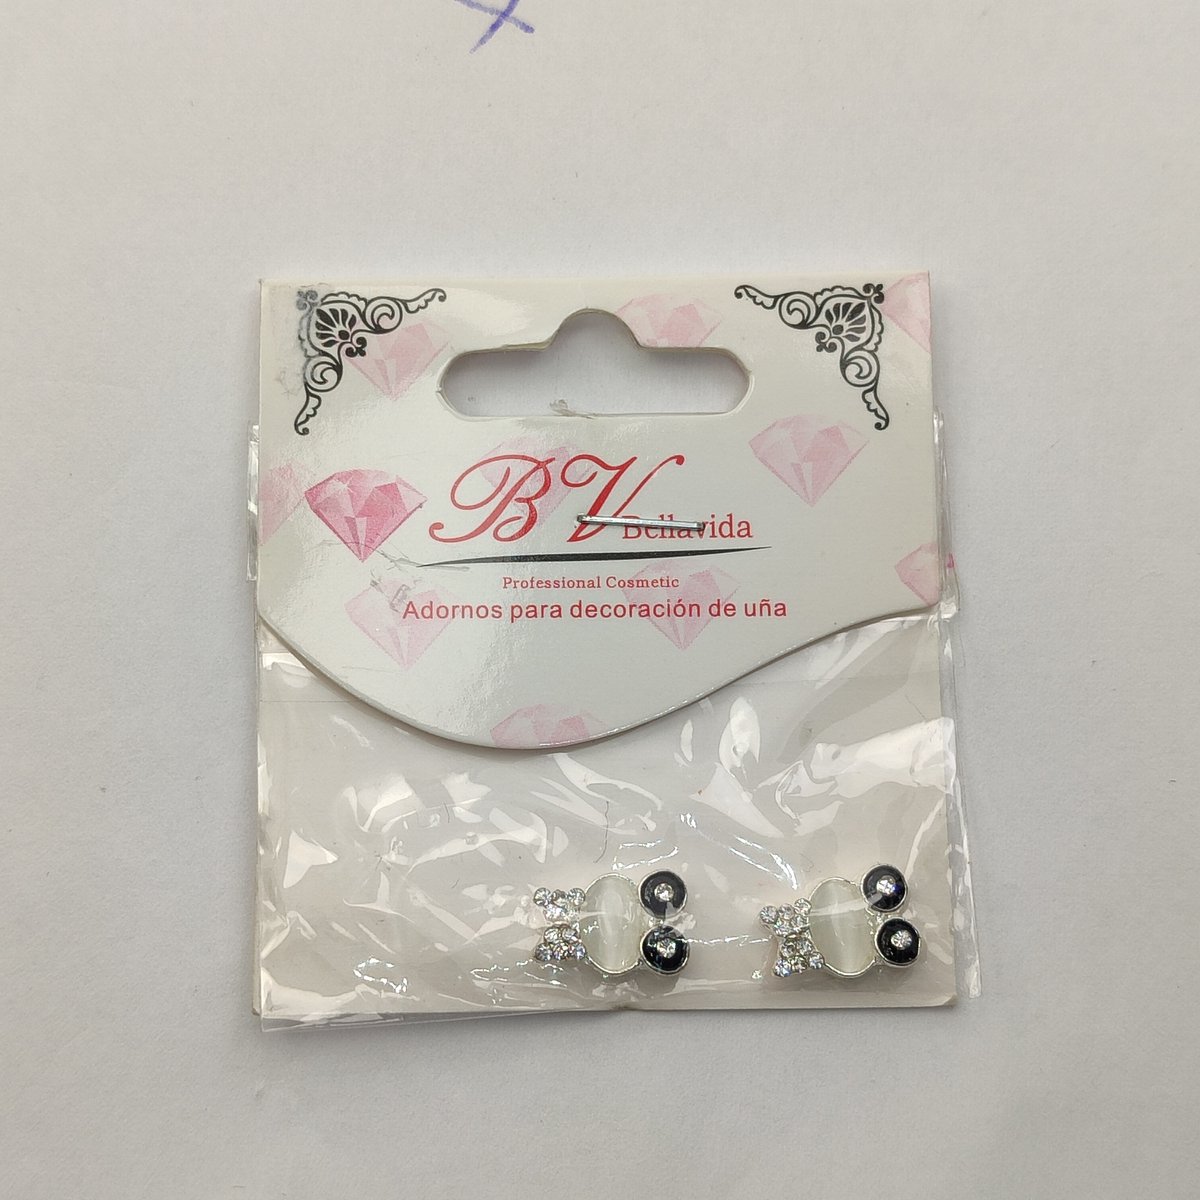 BV Bellavida
Professional Cosmetic
Adornos para decoración de uña